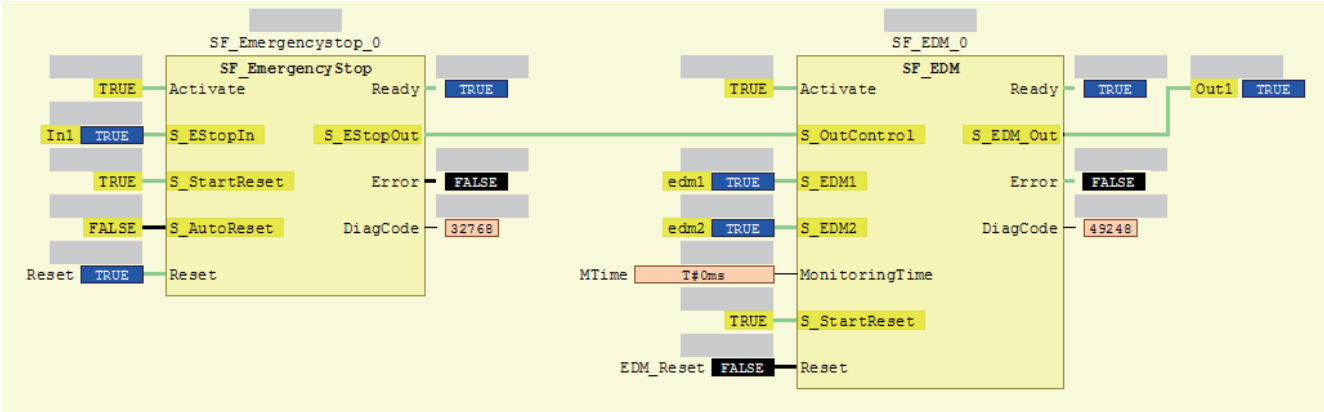 SF_Emergencystop_0 SF_EDM_0
SF_EmergencyStop SF_EDM
TRUE Activate Ready TRUE TRUE Activate Ready TRUE Out1 TRUE
In1 TRUE S_EStopIn S_EStopOut S_OutControl S_EDM_Out
TRUE S_StartReset Error FALSE edm1 TRUE S_EDM1 Error FALSE
FALSE S_AutoReset DiagCode 32768 edm2 TRUE S_EDM2 DiagCode 49248
Reset TRUE Reset MTime T#0ms MonitoringTime
TRUE S_StartReset
EDM_Reset FALSE Reset